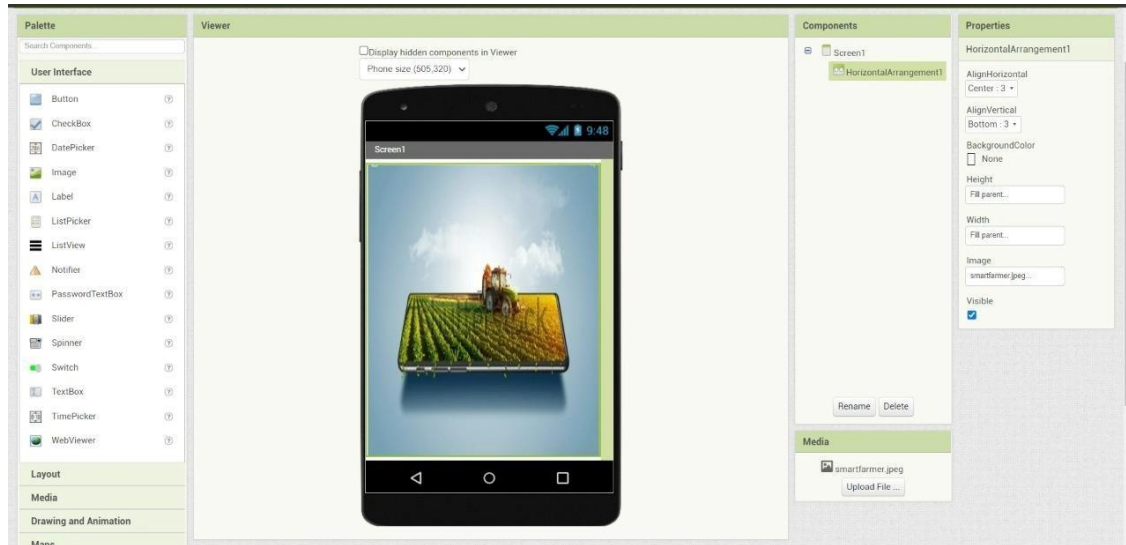 Palette
Search Components...
User Interface
Button
CheckBox
DatePicker
Image
Label
ListPicker
ListView
Notifier
PasswordTextBox
Slider
Spinner
Switch
TextBox
TimePicker
WebViewer
Layout
Media
Drawing and Animation
Maps
Viewer
Display hidden components in Viewer
Phone size (505,320)
9:48
Screen1
Components
Screen1
HorizontalArrangement1
Rename Delete
Media
smartfarmer.jpeg
Upload File ...
Properties
HorizontalArrangement1
AlignHorizontal
Center : 3
AlignVertical
Bottom : 3
BackgroundColor
None
Height
Fill parent...
Width
Fill parent...
Image
smartfarmer.jpeg...
Visible